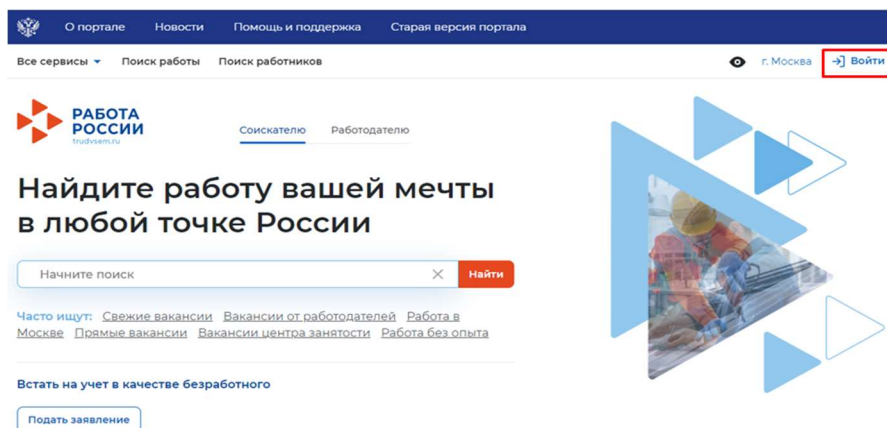 О портале Новости Помощь и поддержка Старая версия портала
Все сервисы Поиск работы Поиск работников г. Москва Войти
РАБОТА
РОССИИ
trudvsem.ru
Соискателю Работодателю
Найдите работу вашей мечты
в любой точке России
Начните поиск Найти
Часто ищут: Свежие вакансии Вакансии от работодателей Работа в
Москве Прямые вакансии Вакансии центра занятости Работа без опыта
Встать на учет в качестве безработного
Подать заявление